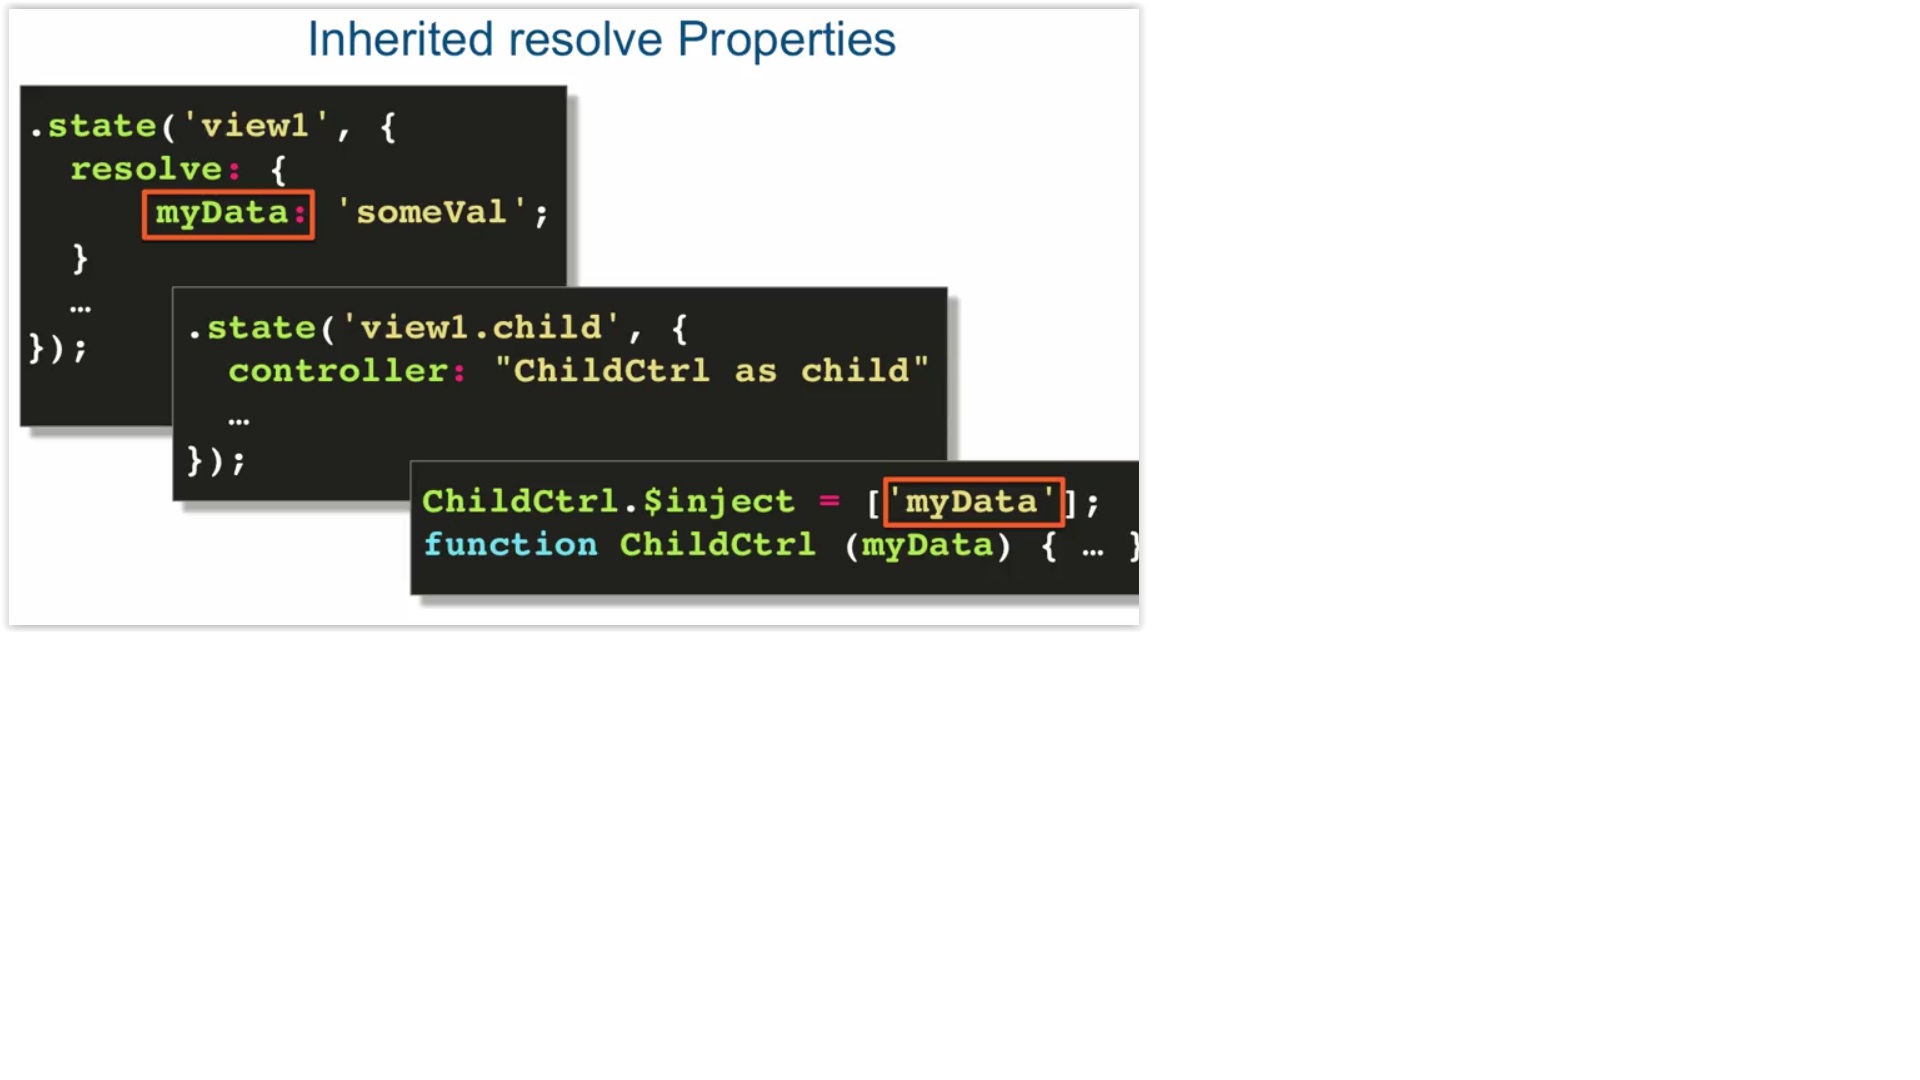 Inherited resolve Properties
.state('view1', {
resolve: {
myData: 'someVal';
}
…
});
.state('view1.child', {
controller: "ChildCtrl as child"
…
});
ChildCtrl.$inject = ['myData'];
function ChildCtrl (myData) { … }